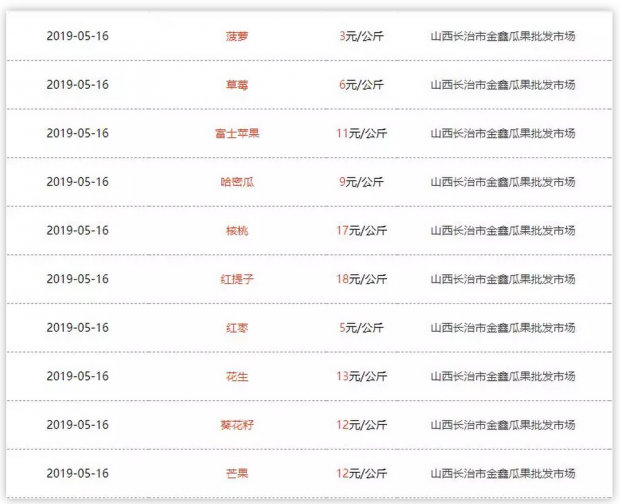 2019-05-16 菠萝 3元/公斤 山西长治市金鑫瓜果批发市场
2019-05-16 草莓 6元/公斤 山西长治市金鑫瓜果批发市场
2019-05-16 富士苹果 11元/公斤 山西长治市金鑫瓜果批发市场
2019-05-16 哈密瓜 9元/公斤 山西长治市金鑫瓜果批发市场
2019-05-16 核桃 17元/公斤 山西长治市金鑫瓜果批发市场
2019-05-16 红提子 18元/公斤 山西长治市金鑫瓜果批发市场
2019-05-16 红枣 5元/公斤 山西长治市金鑫瓜果批发市场
2019-05-16 花生 13元/公斤 山西长治市金鑫瓜果批发市场
2019-05-16 葵花籽 12元/公斤 山西长治市金鑫瓜果批发市场
2019-05-16 芒果 12元/公斤 山西长治市金鑫瓜果批发市场